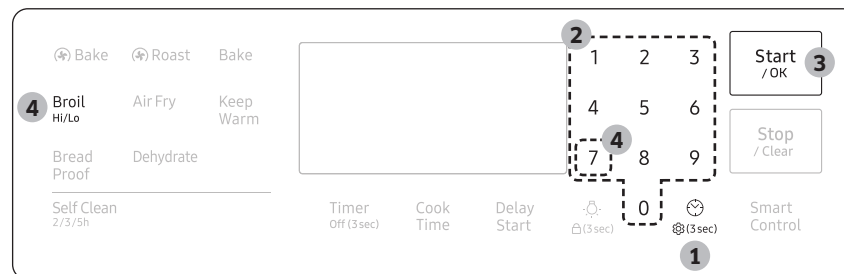 Bake Roast Bake
Broil Air Fry Keep
Hi/Lo Warm
Bread Dehydrate
Proof
Self Clean
2/3/5h
1 2 3
4 5 6
7 8 9
0
Timer Cook Delay
Off (3 sec) Time Start
(3 sec) (3 sec)
Start
/ OK
Stop
/ Clear
Smart
Control
4
2
4
3
1